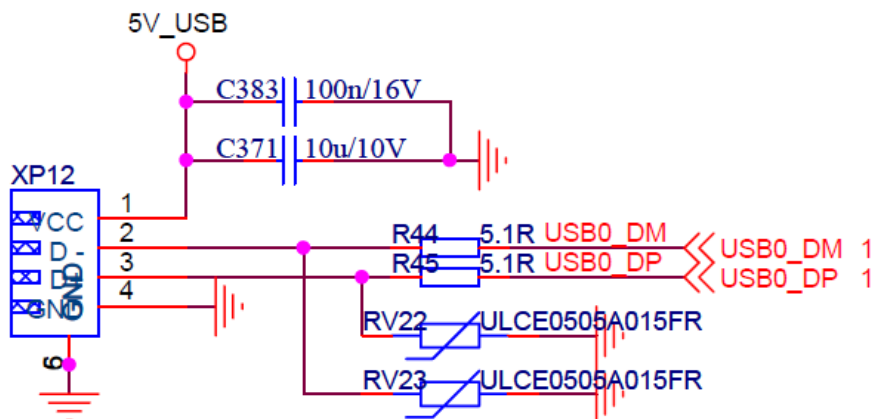 5V_USB
C383 100n/16V
C371 10u/10V
XP12
VCC 1
D- 2
R44 5.1R USB0_DM USB0_DM 1
3
R45 5.1R USB0_DP USB0_DP 1
GND 4
GND
RV22 ULCE0505A015FR
6
RV23 ULCE0505A015FR